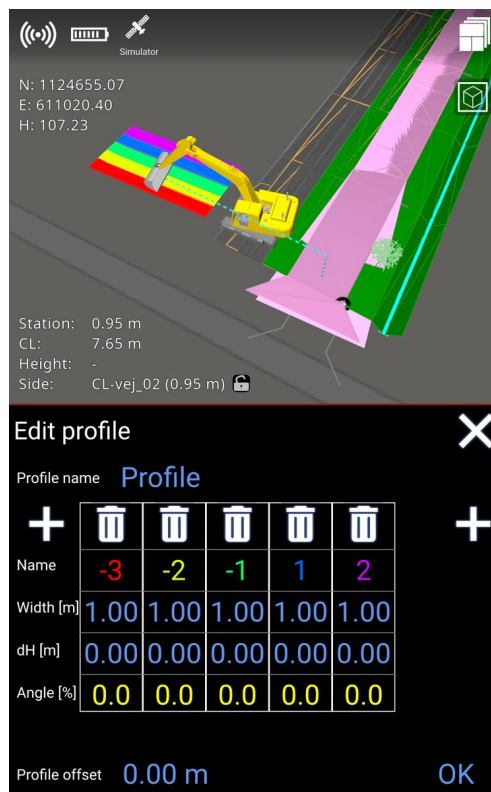 Simulator
N: 1124655.07
E: 611020.40
H: 107.23
Station: 0.95 m
CL: 7.65 m
Height: -
Side: CL-vej_02 (0.95 m)
Edit profile
Profile name Profile
Name -3 -2 -1 1 2
Width [m] 1.00 1.00 1.00 1.00 1.00
dH [m] 0.00 0.00 0.00 0.00 0.00
Angle [%] 0.0 0.0 0.0 0.0 0.0
Profile offset 0.00 m OK